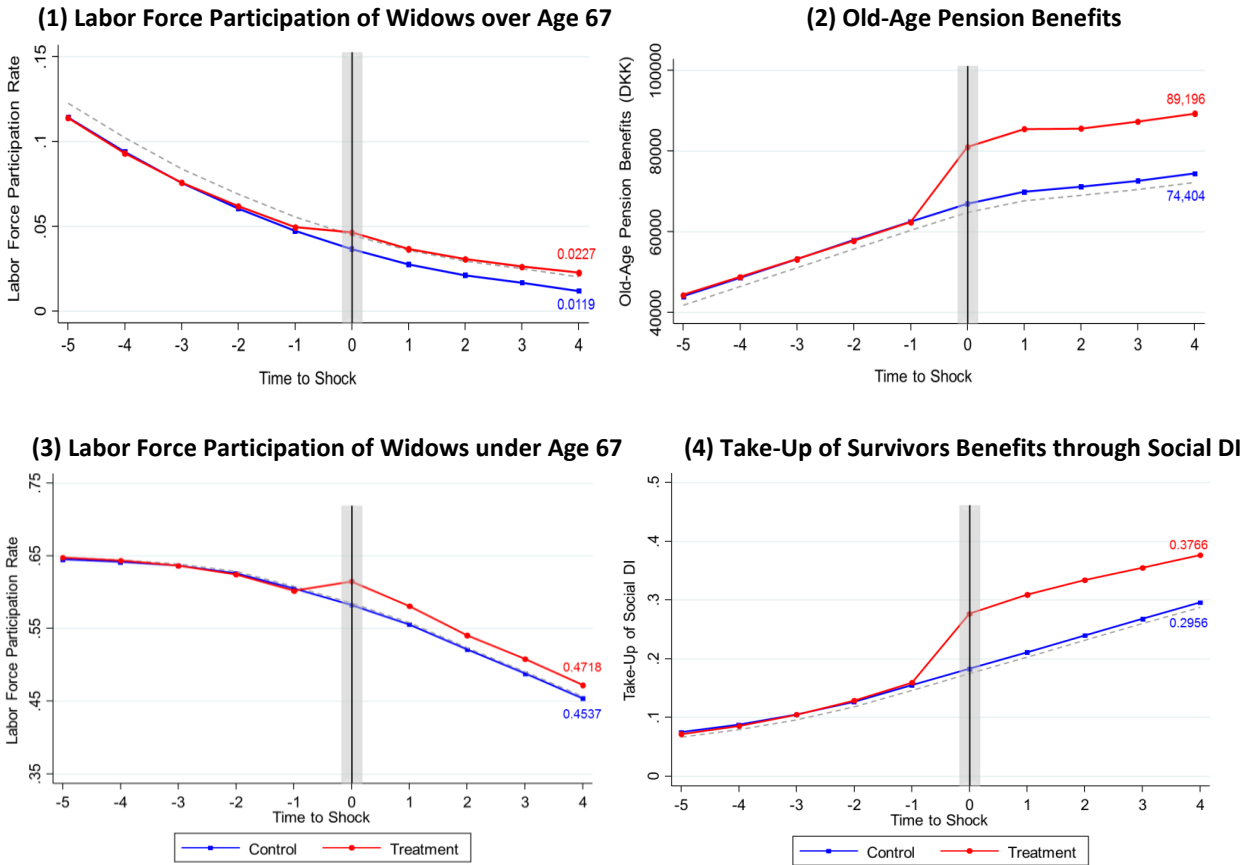 (1) Labor Force Participation of Widows over Age 67
Labor Force Participation Rate
.15
.1
.05
0
0.0227
0.0119
-5 -4 -3 -2 -1 0 1 2 3 4
Time to Shock
(2) Old-Age Pension Benefits
Old-Age Pension Benefits (DKK)
100000
80000
60000
40000
89,196
74,404
-5 -4 -3 -2 -1 0 1 2 3 4
Time to Shock
(3) Labor Force Participation of Widows under Age 67
Labor Force Participation Rate
.75
.65
.55
.45
.35
0.4718
0.4537
-5 -4 -3 -2 -1 0 1 2 3 4
Time to Shock
Control Treatment
(4) Take-Up of Survivors Benefits through Social DI
Take-Up of Social DI
.5
.4
.3
.2
.1
0
0.3766
0.2956
-5 -4 -3 -2 -1 0 1 2 3 4
Time to Shock
Control Treatment